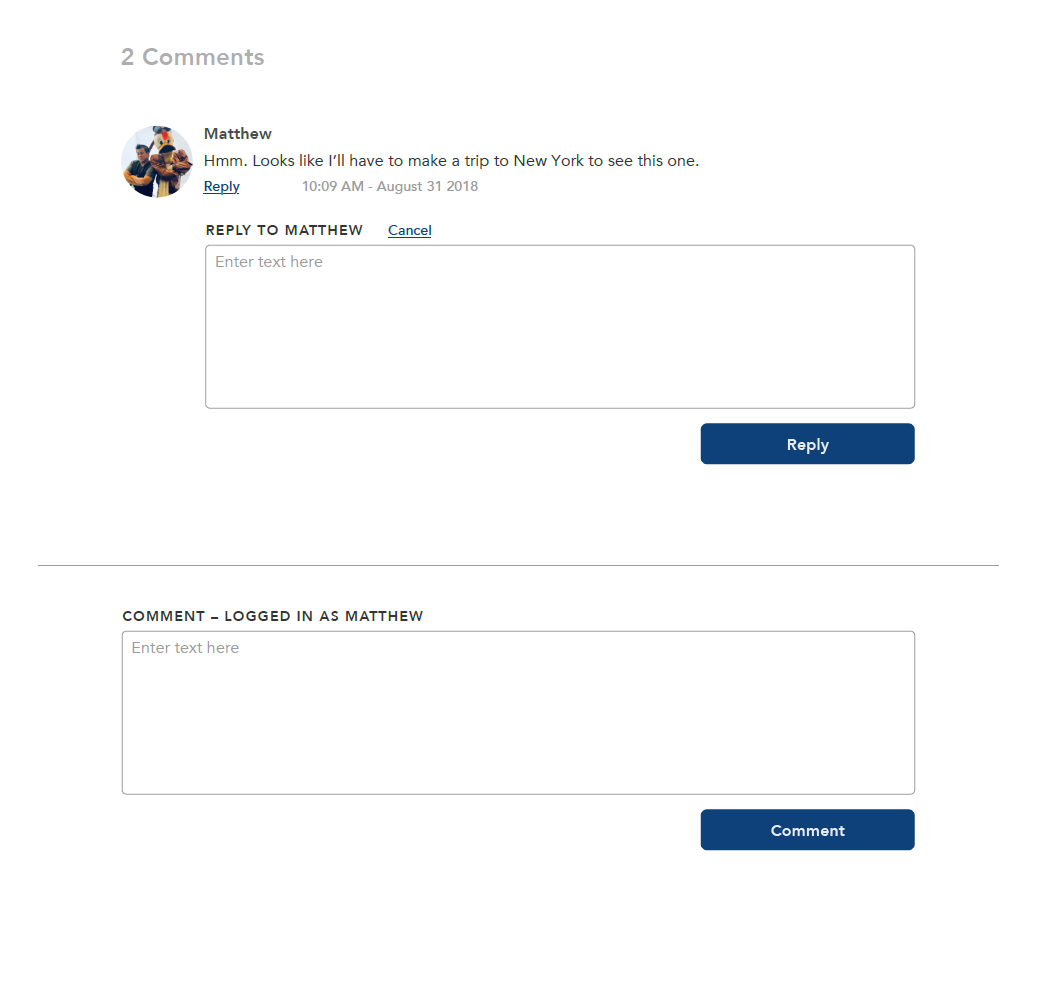 2 Comments
Matthew
Hmm. Looks like I’ll have to make a trip to New York to see this one.
Reply 10:09 AM - August 31 2018
REPLY TO MATTHEW Cancel
Enter text here
Reply
COMMENT – LOGGED IN AS MATTHEW
Enter text here
Comment